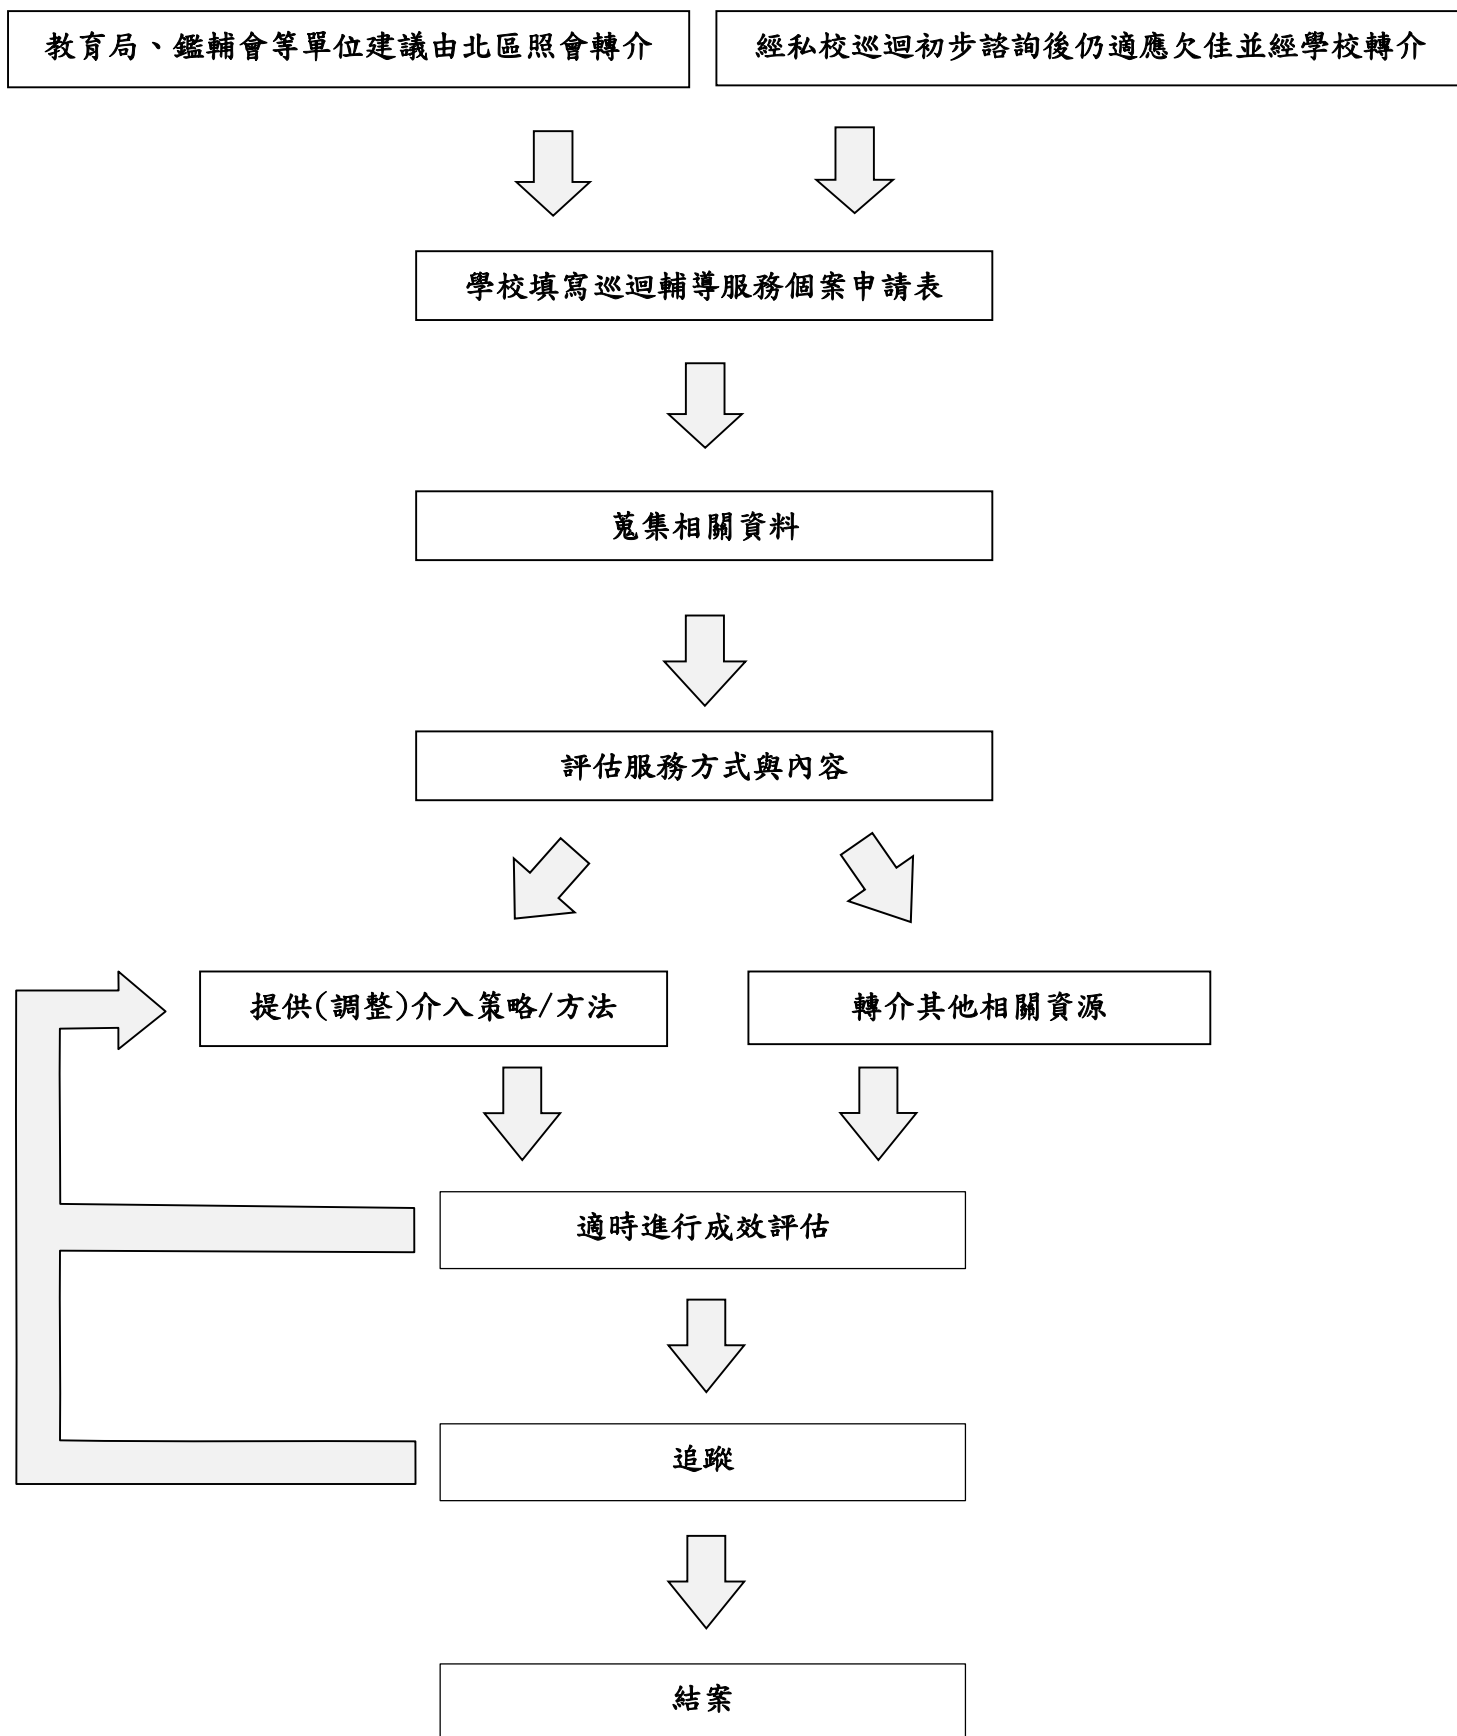 教育局、鑑輔會等單位建議由北區照會轉介
經私校巡迴初步諮詢後仍適應欠佳並經學校轉介
學校填寫巡迴輔導服務個案申請表
蒐集相關資料
評估服務方式與內容
提供(調整)介入策略/方法
轉介其他相關資源
適時進行成效評估
追蹤
結案